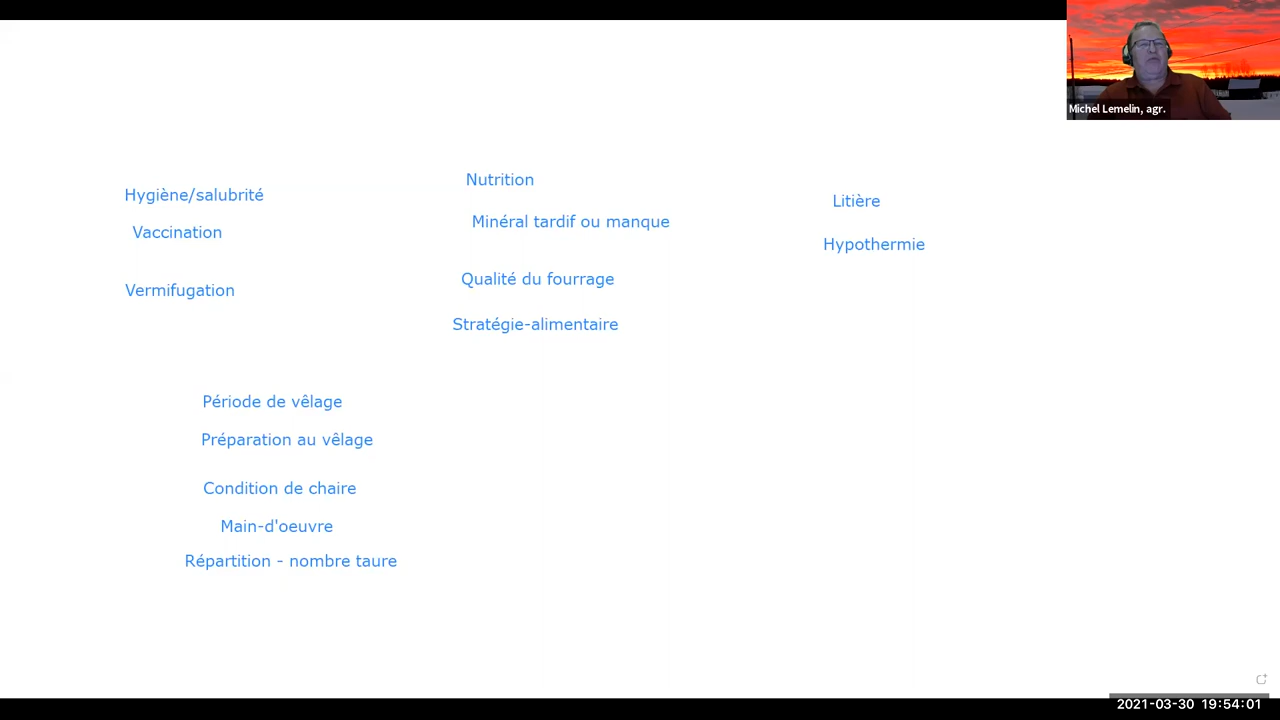 Michel Lemelin, agr.
Hygiène/salubrité
Vaccination
Vermifugation
Nutrition
Minéral tardif ou manque
Qualité du fourrage
Stratégie-alimentaire
Litière
Hypothermie
Période de vêlage
Préparation au vêlage
Condition de chaire
Main-d'oeuvre
Répartition - nombre taure
2021-03-30 19:54:01